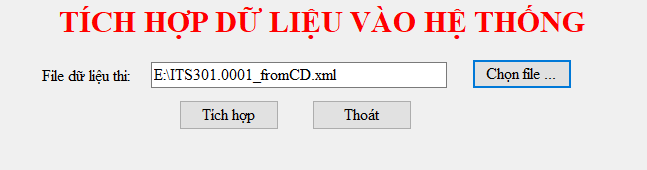 TÍCH HỢP DỮ LIỆU VÀO HỆ THỐNG
File dữ liệu thi: E:\ITS301.0001_fromCD.xml Chọn file ...
Tích hợp Thoát